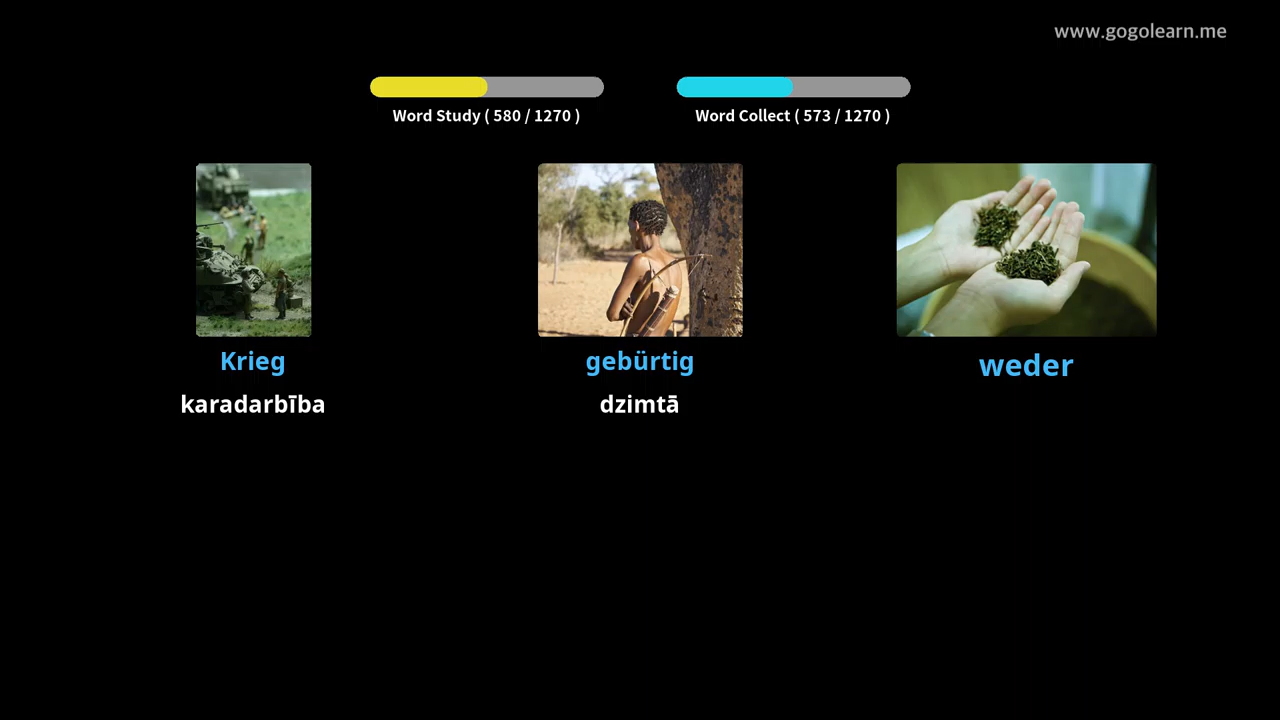 www.gogolearn.me
Word Study ( 580 / 1270 )
Word Collect ( 573 / 1270 )
Krieg
karadarbība
gebürtig
dzimtā
weder